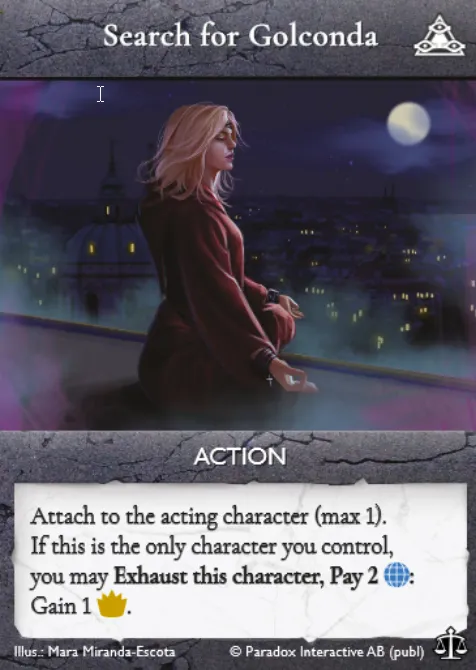 Search for Golconda
ACTION
Attach to the acting character (max 1).
If this is the only character you control,
you may Exhaust this character, Pay 2 :
Gain 1 .
Illus.: Mara Miranda-Escota
© Paradox Interactive AB (publ)